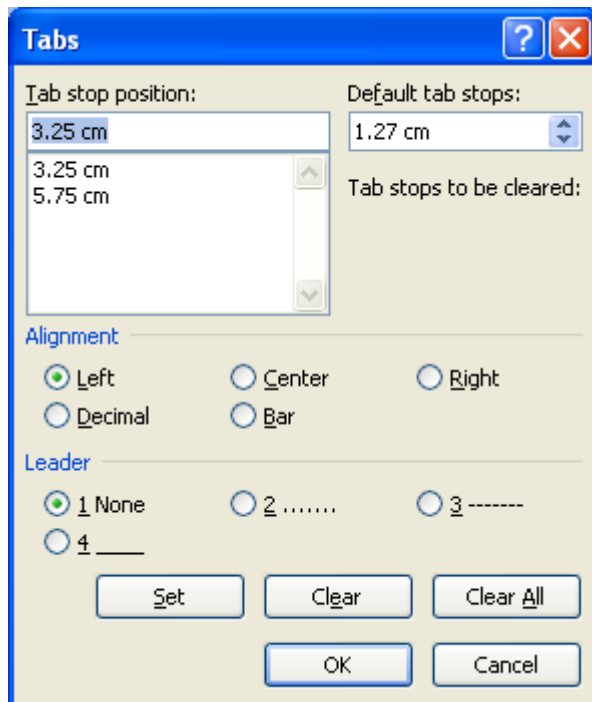 Tabs
Tab stop position: Default tab stops:
3.25 cm 1.27 cm
3.25 cm
5.75 cm
Tab stops to be cleared:
Alignment
Left Center Right
Decimal Bar
Leader
1 None 2 ....... 3 -------
4 ____
Set Clear Clear All
OK Cancel